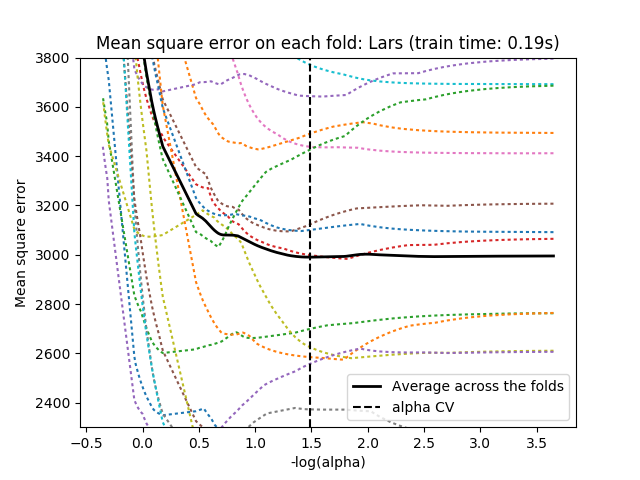 Mean square error on each fold: Lars (train time: 0.19s)
3800
3600
3400
3200
3000
2800
2600
2400
Mean square error
Average across the folds
alpha CV
−0.5 0.0 0.5 1.0 1.5 2.0 2.5 3.0 3.5
-log(alpha)